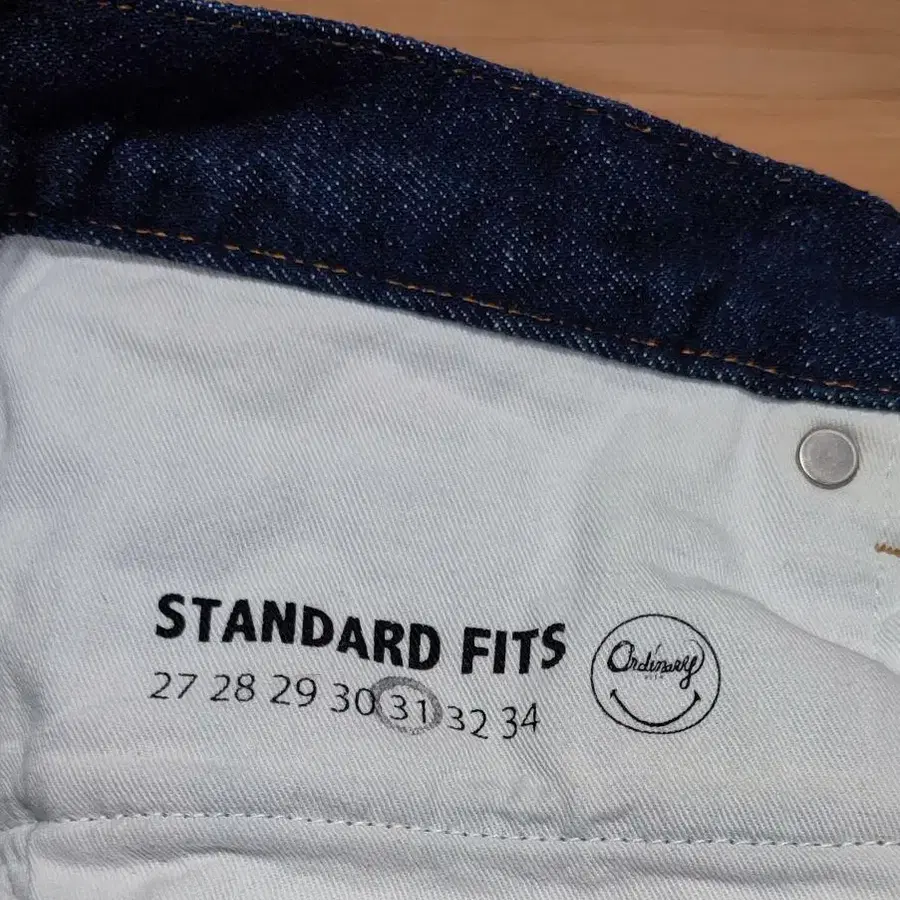 STANDARD FITS
27 28 29 30 31 32 34
Ordinary